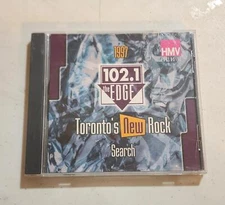 1997
HMV
102.1
the EDGE
Toronto's New Rock
Search